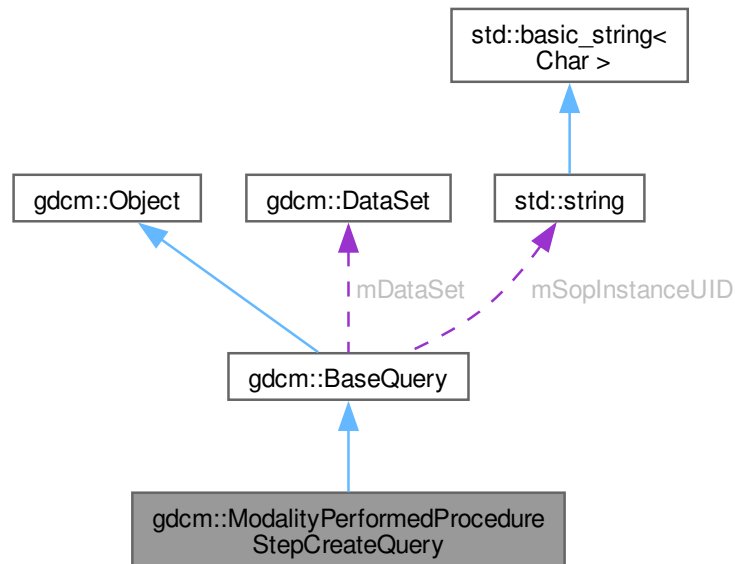 std::basic_string<
Char >
gdcm::Object
gdcm::DataSet
std::string
mDataSet
mSopInstanceUID
gdcm::BaseQuery
gdcm::ModalityPerformedProcedure
StepCreateQuery